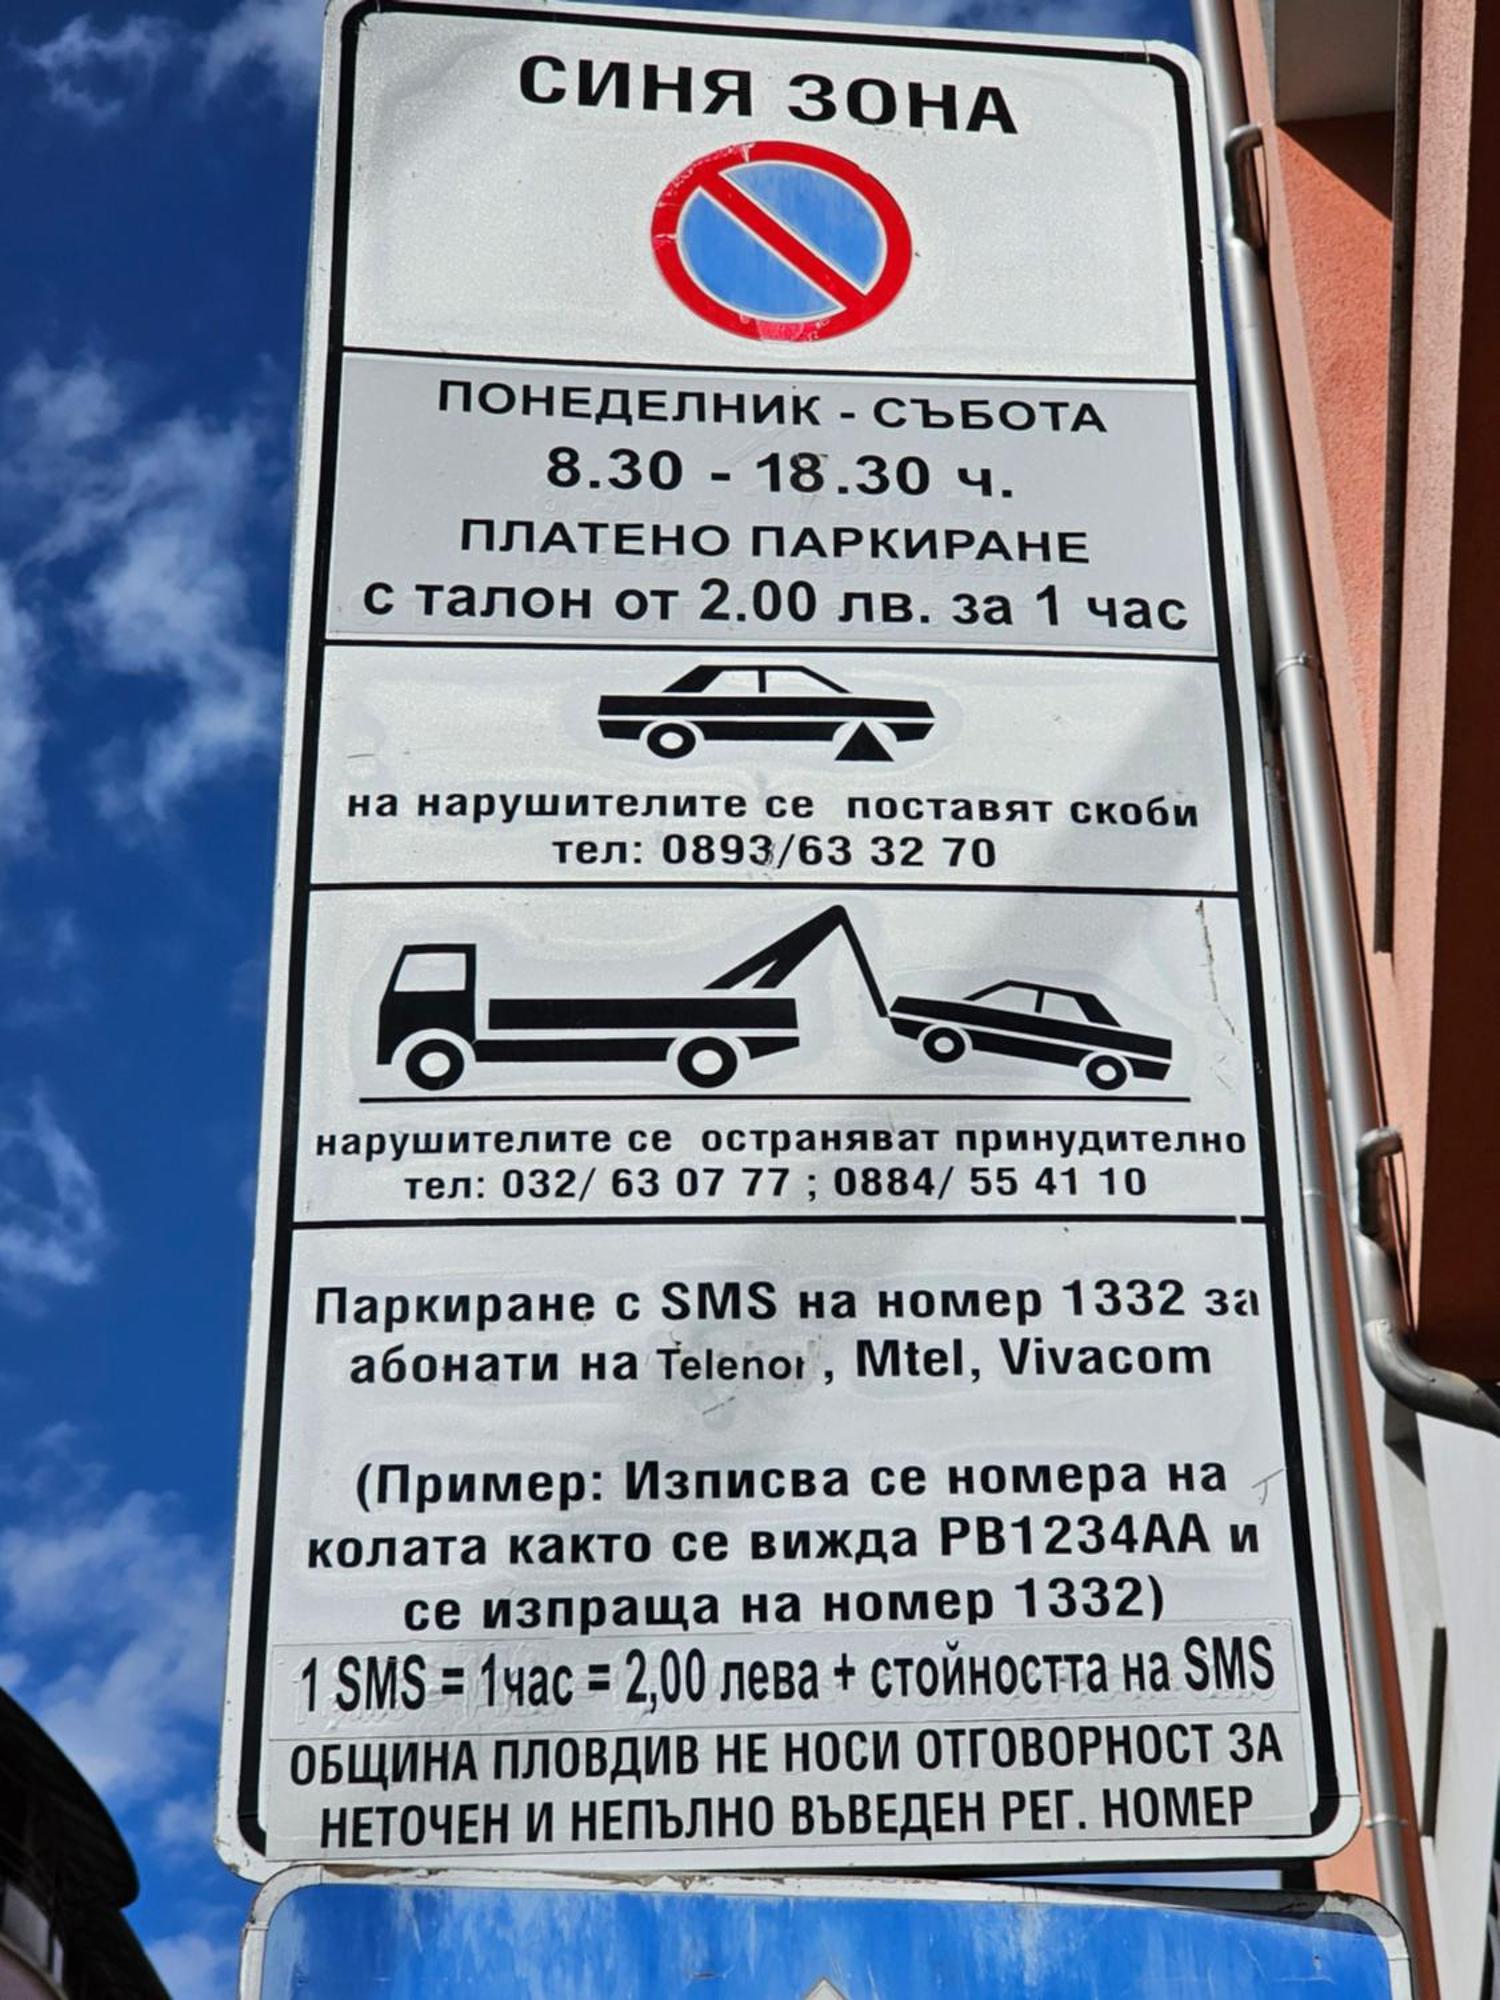 СИНЯ ЗОНА
ПОНЕДЕЛНИК - СЪБОТА
8.30 - 18.30 ч.
ПЛАТЕНО ПАРКИРАНЕ
с талон от 2.00 лв. за 1 час
на нарушителите се поставят скоби
тел: 0893/63 32 70
нарушителите се остраняват принудително
тел: 032/ 63 07 77 ; 0884/ 55 41 10
Паркиране с SMS на номер 1332 за
абонати на Telenor , Mtel, Vivacom
(Пример: Изписва се номера на
колата както се вижда РВ1234АА и
се изпраща на номер 1332)
1 SMS = 1час = 2,00 лева + стойността на SMS
ОБЩИНА ПЛОВДИВ НЕ НОСИ ОТГОВОРНОСТ ЗА
НЕТОЧЕН И НЕПЪЛНО ВЪВЕДЕН РЕГ. НОМЕР